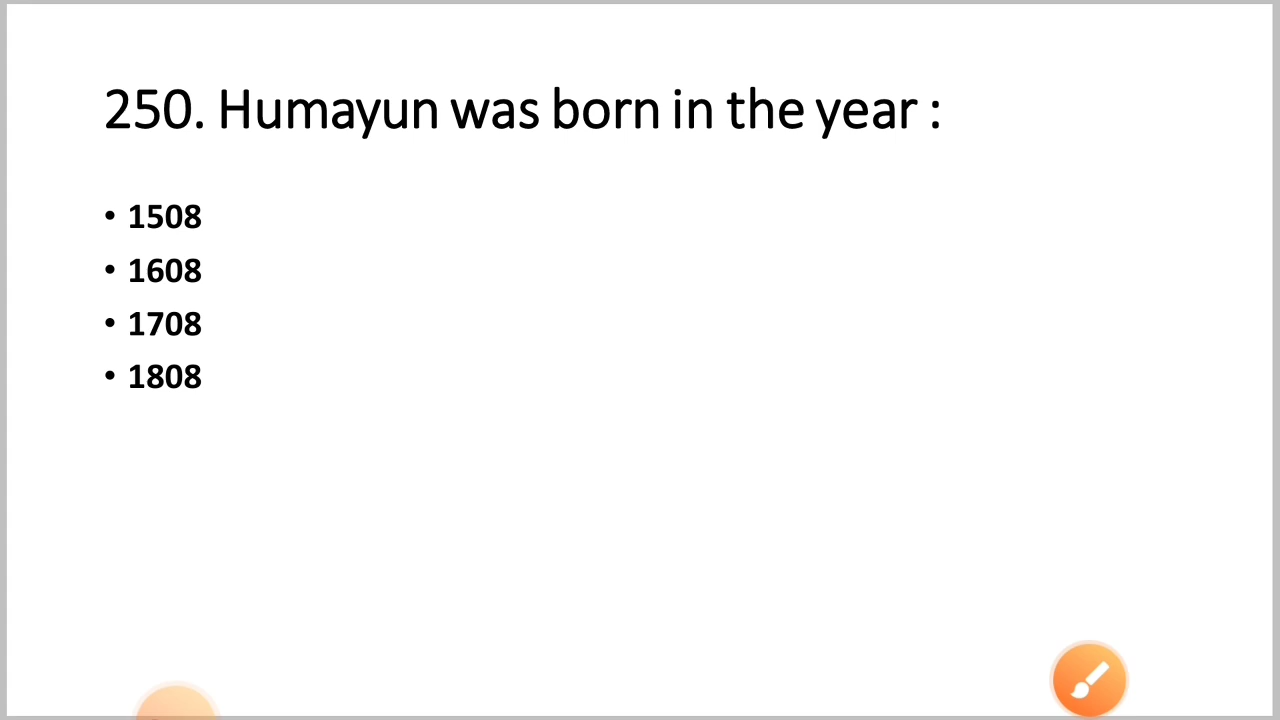 250. Humayun was born in the year :
• 1508
• 1608
• 1708
• 1808